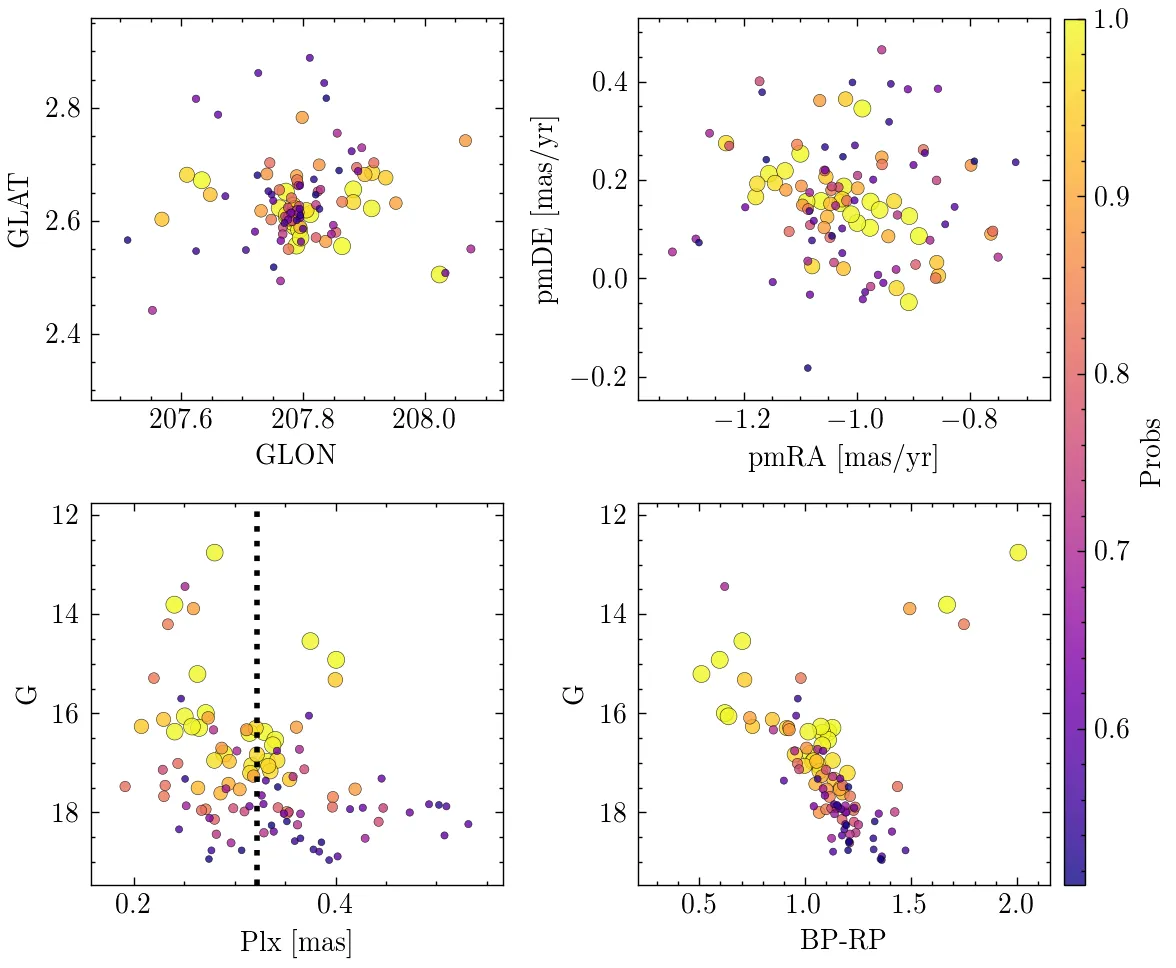 2.8
2.6
2.4
GLAT
207.6 207.8 208.0
GLON
0.4
0.2
0.0
−0.2
pmDE [mas/yr]
−1.2 −1.0 −0.8
pmRA [mas/yr]
1.0
0.9
0.8
0.7
0.6
Probs
12
14
16
18
G
0.2 0.4
Plx [mas]
12
14
16
18
G
0.5 1.0 1.5 2.0
BP-RP